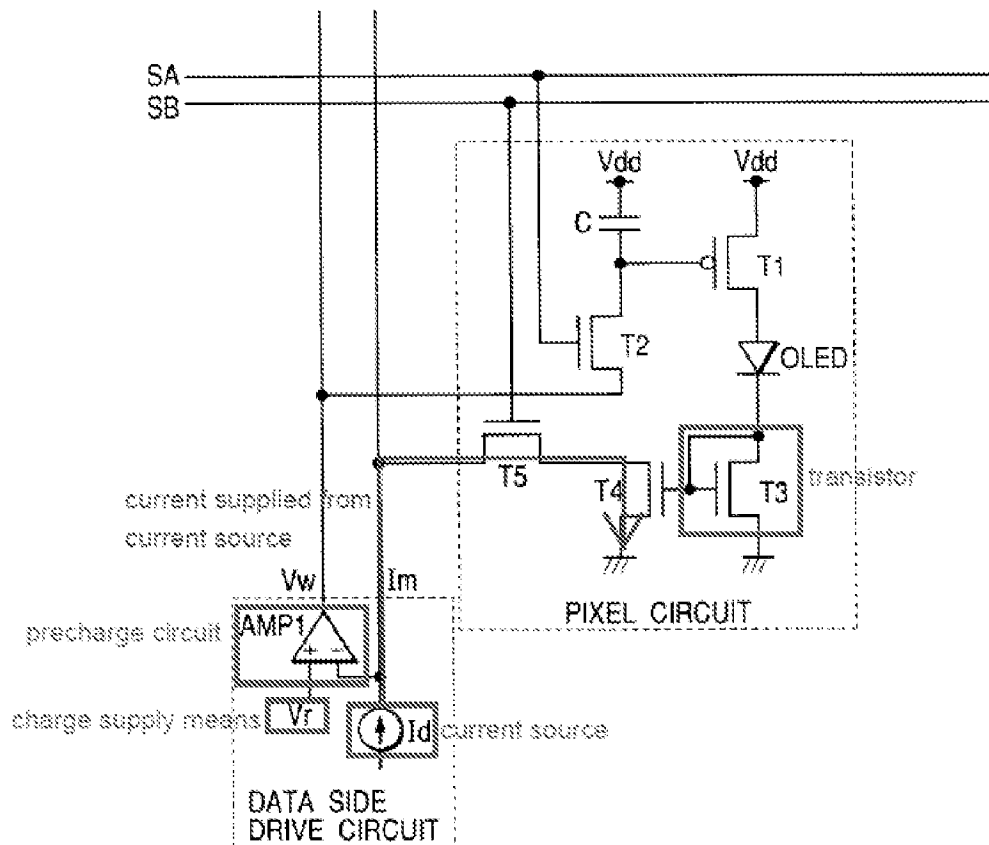 SA
SB
Vdd Vdd
C
T1
T2
OLED
T5
T4
T3
transistor
current supplied from
current source
Vw Im
PIXEL CIRCUIT
precharge circuit
AMP1
+ -
charge supply means
Vr
Id
current source
DATA SIDE
DRIVE CIRCUIT